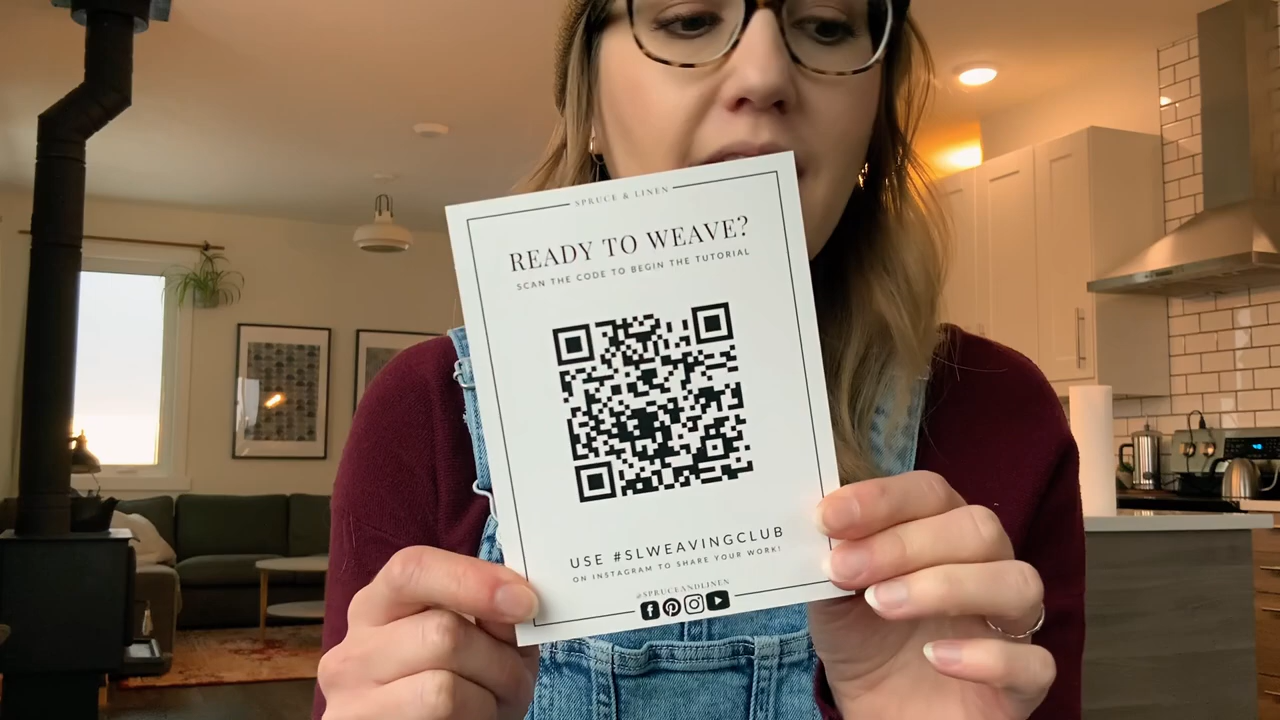 SPRUCE & LINEN
READY TO WEAVE?
SCAN THE CODE TO BEGIN THE TUTORIAL
USE #SLWEAVINGCLUB
ON INSTAGRAM TO SHARE YOUR WORK!
@SPRUCEANDLINEN